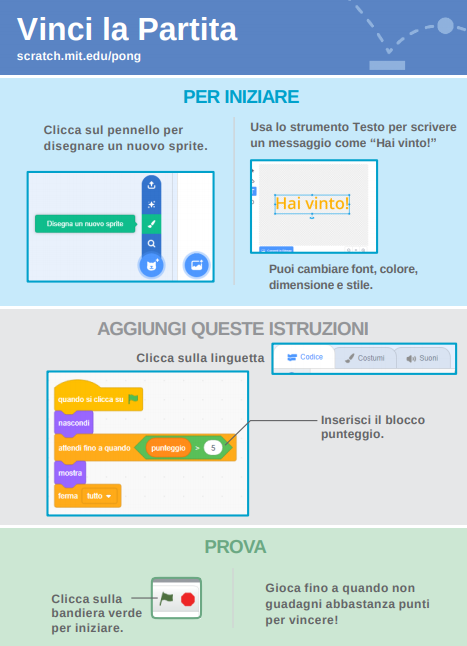 Vinci la Partita
scratch.mit.edu/pong
PER INIZIARE
Clicca sul pennello per
disegnare un nuovo sprite.
Disegna un nuovo sprite
Usa lo strumento Testo per scrivere
un messaggio come “Hai vinto!”
Hai vinto!
Puoi cambiare font, colore,
dimensione e stile.
AGGIUNGI QUESTE ISTRUZIONI
Clicca sulla linguetta
Codice
Costumi
Suoni
quando si clicca su
nascondi
attendi fino a quando punteggio > 5
mostra
ferma tutto
Inserisci il blocco
punteggio.
PROVA
Clicca sulla
bandiera verde
per iniziare.
Gioca fino a quando non
guadagni abbastanza punti
per vincere!